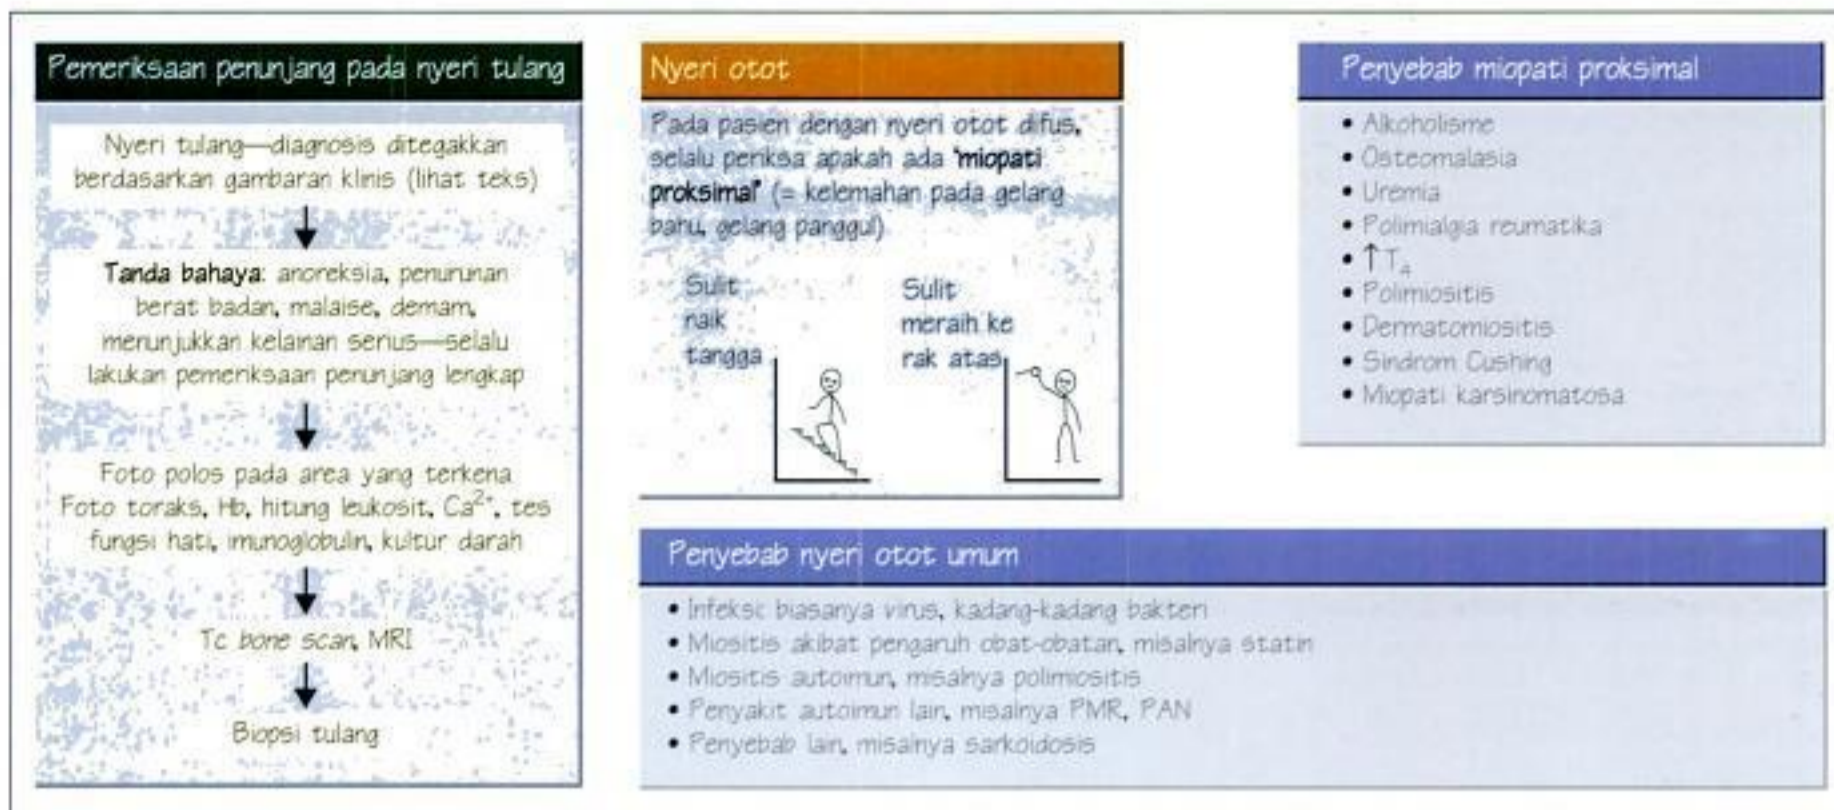 Pemeriksaan penunjang pada nyeri tulang
Nyeri tulang—diagnosis ditegakkan
berdasarkan gambaran klinis (lihat teks)
Tanda bahaya: anoreksia, penurunan
berat badan, malaise, demam,
menunjukkan kelainan serius—selalu
lakukan pemeriksaan penunjang lengkap
Foto polos pada area yang terkena
Foto toraks, Hb, hitung leukosit, Ca²⁺, tes
fungsi hati, imunoglobulin, kultur darah
Tc bone scan, MRI
Biopsi tulang
Nyeri otot
Pada pasien dengan nyeri otot difus,
selalu periksa apakah ada 'miopati
proksimal' (= kelemahan pada gelang
bahu, gelang panggul)
Sulit
naik
tangga
Sulit
meraih ke
rak atas
Penyebab miopati proksimal
• Alkoholisme
• Osteomalasia
• Uremia
• Polimialgia reumatika
• ↑T₄
• Polimiositis
• Dermatomiositis
• Sindrom Cushing
• Miopati karsinomatosa
Penyebab nyeri otot umum
• Infeksi: biasanya virus, kadang-kadang bakteri
• Miositis akibat pengaruh obat-obatan, misalnya statin
• Miositis autoimun, misalnya polimiositis
• Penyakit autoimun lain, misalnya PMR, PAN
• Penyebab lain, misalnya sarkoidosis